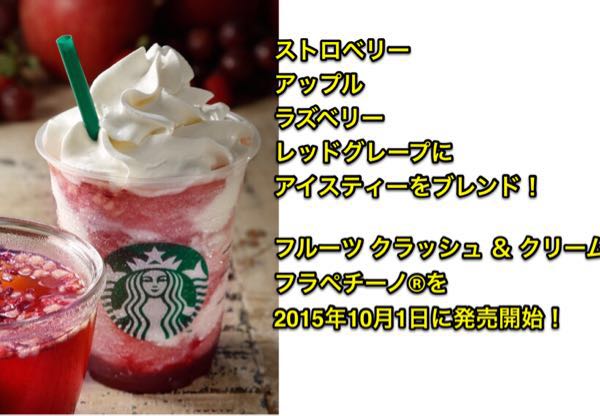 ストロベリー
アップル
ラズベリー
レッドグレープに
アイスティーをブレンド！
フルーツ クラッシュ & クリーム
フラペチーノ®を
2015年10月1日に発売開始！